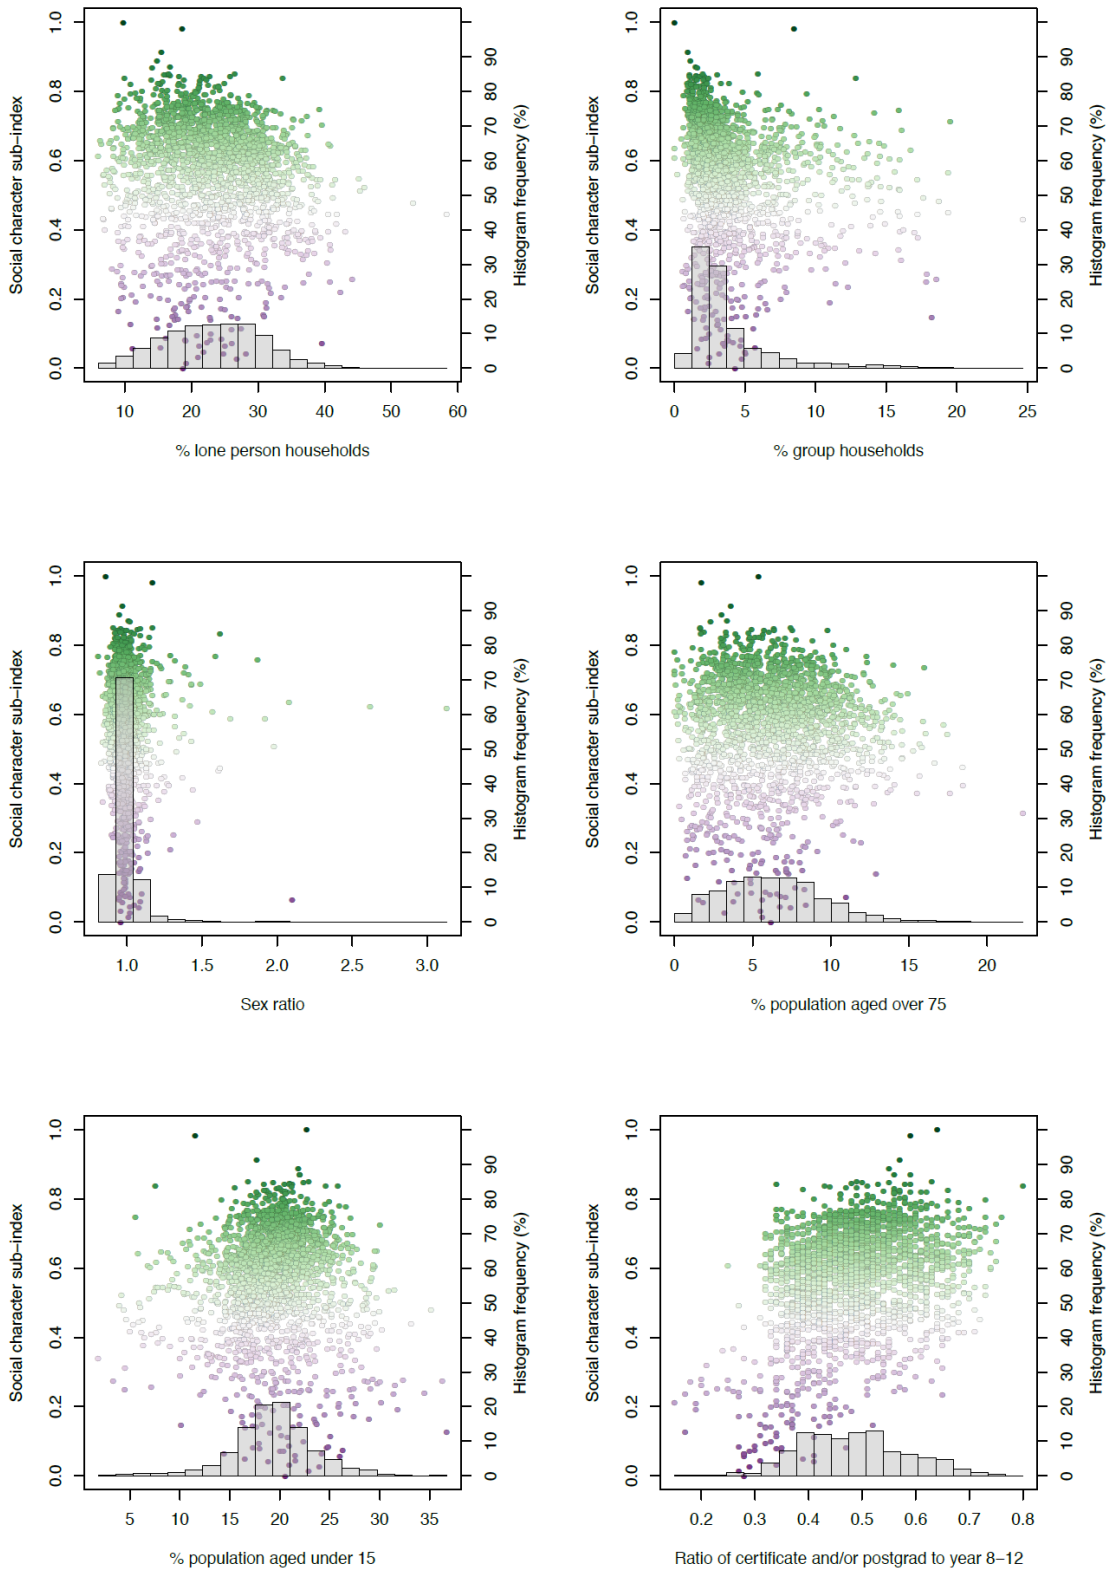 Social character sub−index
0.0 0.2 0.4 0.6 0.8 1.0
Histogram frequency (%)
0 10 20 30 40 50 60 70 80 90
10 20 30 40 50 60
% lone person households
Social character sub−index
0.0 0.2 0.4 0.6 0.8 1.0
Histogram frequency (%)
0 10 20 30 40 50 60 70 80 90
0 5 10 15 20 25
% group households
Social character sub−index
0.0 0.2 0.4 0.6 0.8 1.0
Histogram frequency (%)
0 10 20 30 40 50 60 70 80 90
1.0 1.5 2.0 2.5 3.0
Sex ratio
Social character sub−index
0.0 0.2 0.4 0.6 0.8 1.0
Histogram frequency (%)
0 10 20 30 40 50 60 70 80 90
0 5 10 15 20
% population aged over 75
Social character sub−index
0.0 0.2 0.4 0.6 0.8 1.0
Histogram frequency (%)
0 10 20 30 40 50 60 70 80 90
5 10 15 20 25 30 35
% population aged under 15
Social character sub−index
0.0 0.2 0.4 0.6 0.8 1.0
Histogram frequency (%)
0 10 20 30 40 50 60 70 80 90
0.2 0.3 0.4 0.5 0.6 0.7 0.8
Ratio of certificate and/or postgrad to year 8−12